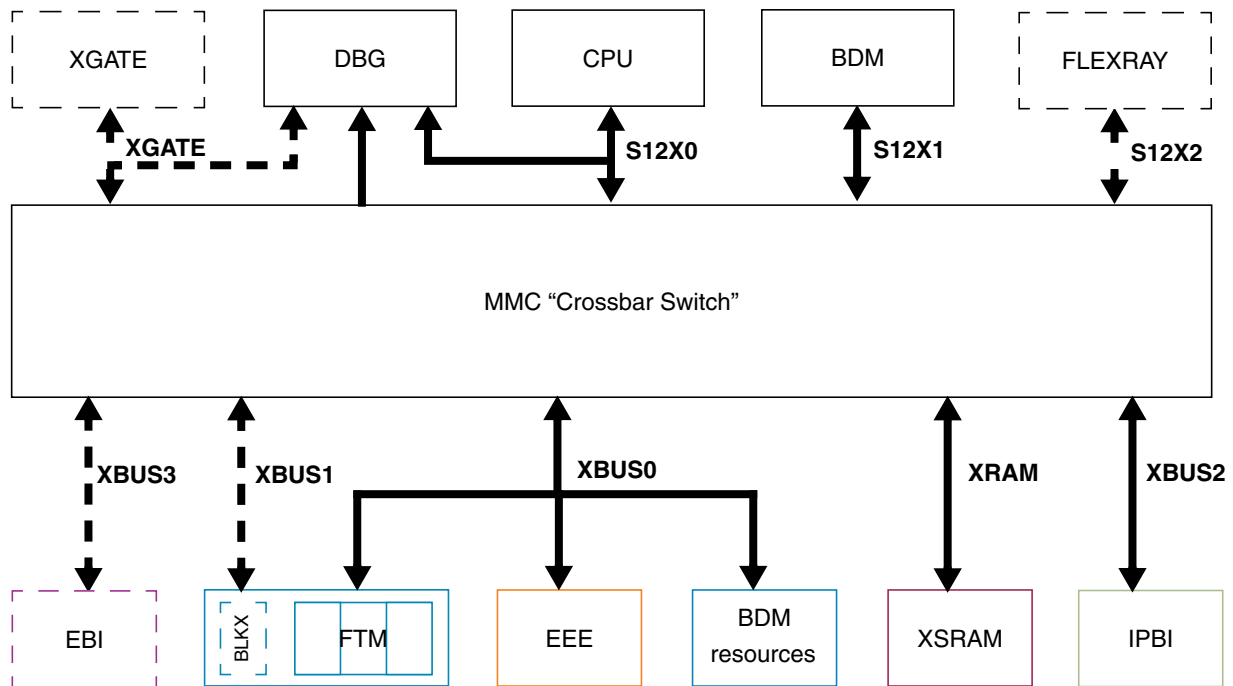 XGATE
DBG
CPU
BDM
FLEXRAY
XGATE
S12X0
S12X1
S12X2
MMC “Crossbar Switch”
XBUS3
XBUS1
XBUS0
XRAM
XBUS2
EBI
BLKX
FTM
EEE
BDM
resources
XSRAM
IPBI